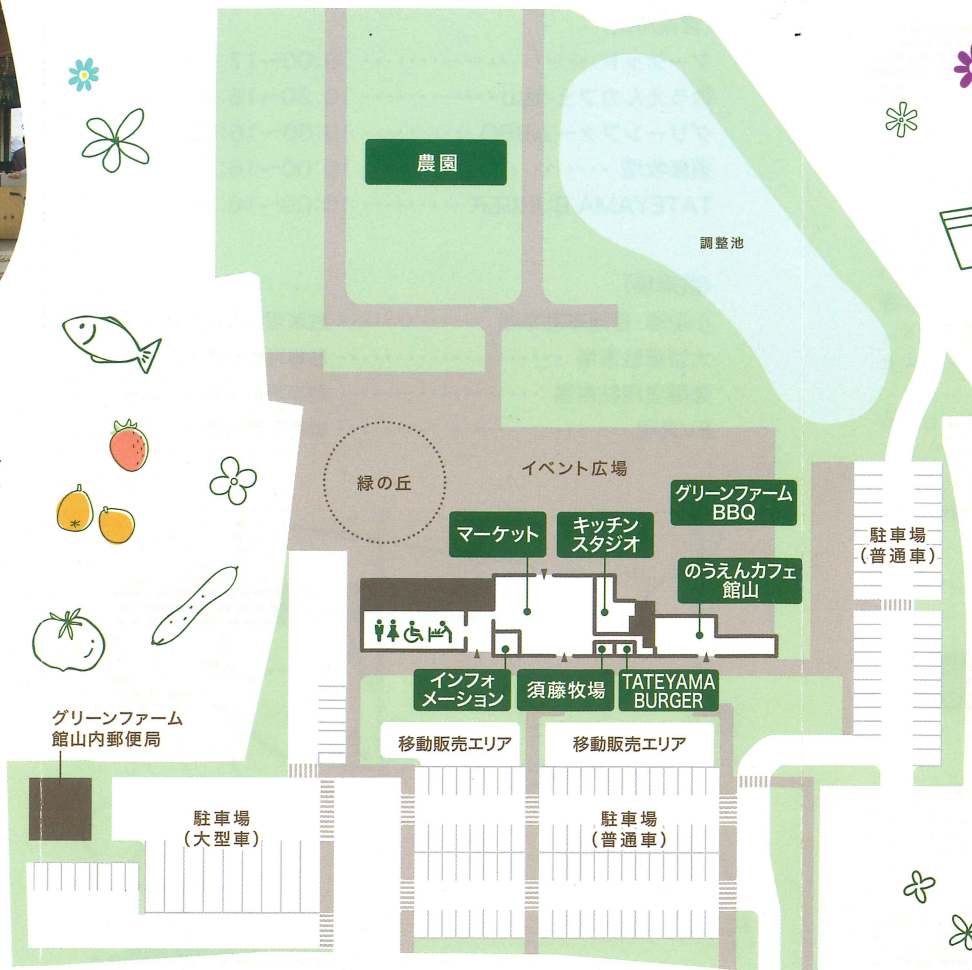 農園
調整池
緑の丘
イベント広場
グリーンファーム
BBQ
マーケット
キッチン
スタジオ
駐車場
(普通車)
のうえんカフェ
館山
インフォ
メーション
須藤牧場
TATEYAMA
BURGER
グリーンファーム
館山内郵便局
移動販売エリア
移動販売エリア
駐車場
(大型車)
駐車場
(普通車)